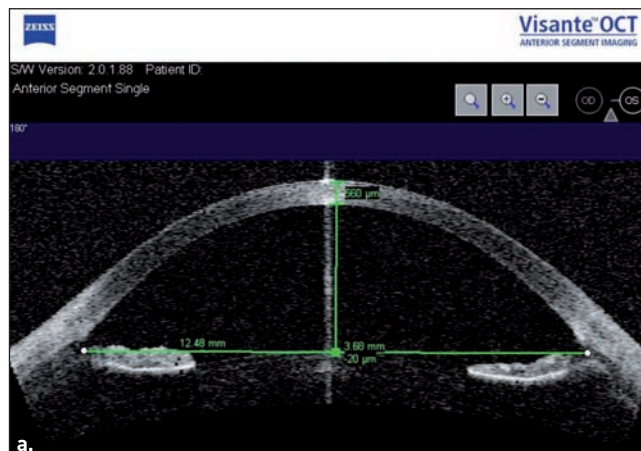 ZEISS
Visante™OCT
ANTERIOR SEGMENT IMAGING
S/W Version: 2.0.1.88 Patient ID:
Anterior Segment Single
OD
OS
180°
560 µm
12.48 mm
3.68 mm
-20 µm
a.